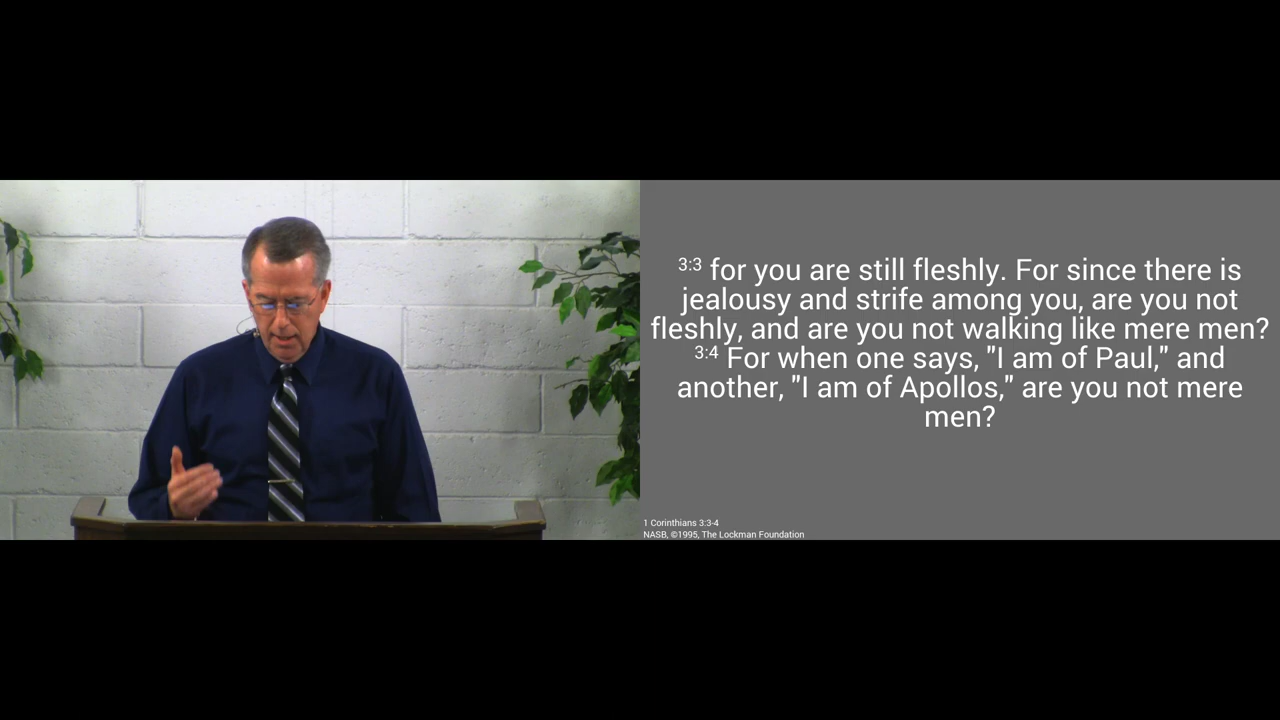 3:3 for you are still fleshly. For since there is
jealousy and strife among you, are you not
fleshly, and are you not walking like mere men?
3:4 For when one says, "I am of Paul," and
another, "I am of Apollos," are you not mere
men?
1 Corinthians 3:3-4
NASB, ©1995, The Lockman Foundation